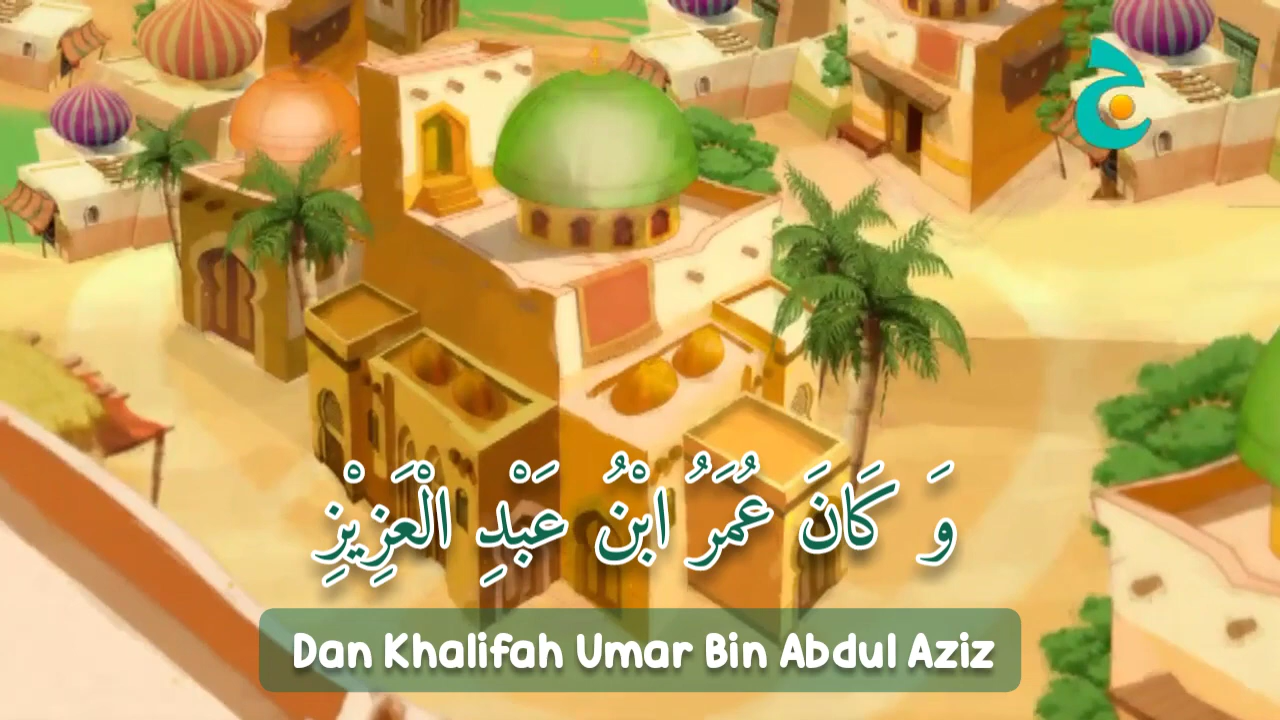 وَ كَانَ عُمَرُ ابْنُ عَبْدِ الْعَزِيْزِ
Dan Khalifah Umar Bin Abdul Aziz